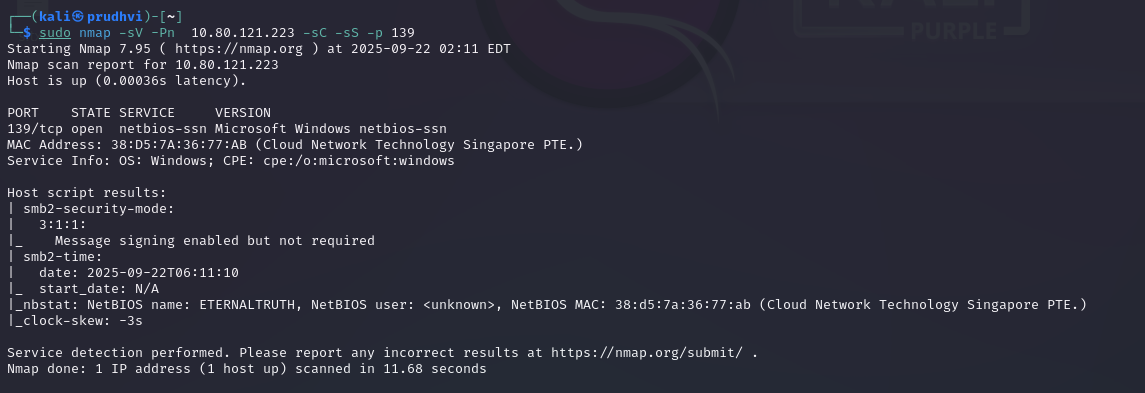 ┌──(kali㉿prudhvi)-[~]
└─$ sudo nmap -sV -Pn  10.80.121.223 -sC -sS -p 139
Starting Nmap 7.95 ( https://nmap.org ) at 2025-09-22 02:11 EDT
Nmap scan report for 10.80.121.223
Host is up (0.00036s latency).

PORT    STATE SERVICE     VERSION
139/tcp open  netbios-ssn Microsoft Windows netbios-ssn
MAC Address: 38:D5:7A:36:77:AB (Cloud Network Technology Singapore PTE.)
Service Info: OS: Windows; CPE: cpe:/o:microsoft:windows

Host script results:
| smb2-security-mode:
|   3:1:1:
|_    Message signing enabled but not required
| smb2-time:
|   date: 2025-09-22T06:11:10
|_  start_date: N/A
|_nbstat: NetBIOS name: ETERNALTRUTH, NetBIOS user: <unknown>, NetBIOS MAC: 38:d5:7a:36:77:ab (Cloud Network Technology Singapore PTE.)
|_clock-skew: -3s

Service detection performed. Please report any incorrect results at https://nmap.org/submit/ .
Nmap done: 1 IP address (1 host up) scanned in 11.68 seconds
PURPLE